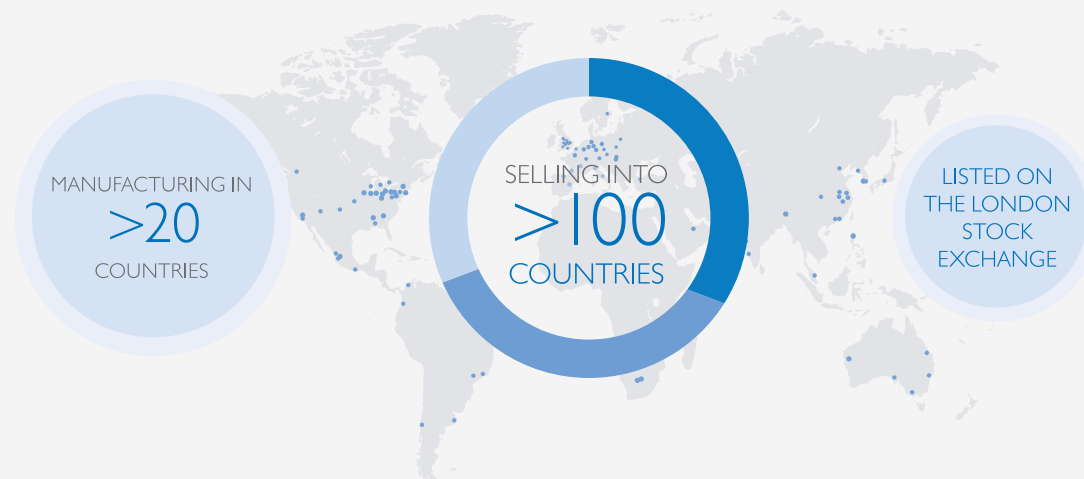 MANUFACTURING IN
>20
COUNTRIES
SELLING INTO
>100
COUNTRIES
LISTED ON
THE LONDON
STOCK
EXCHANGE